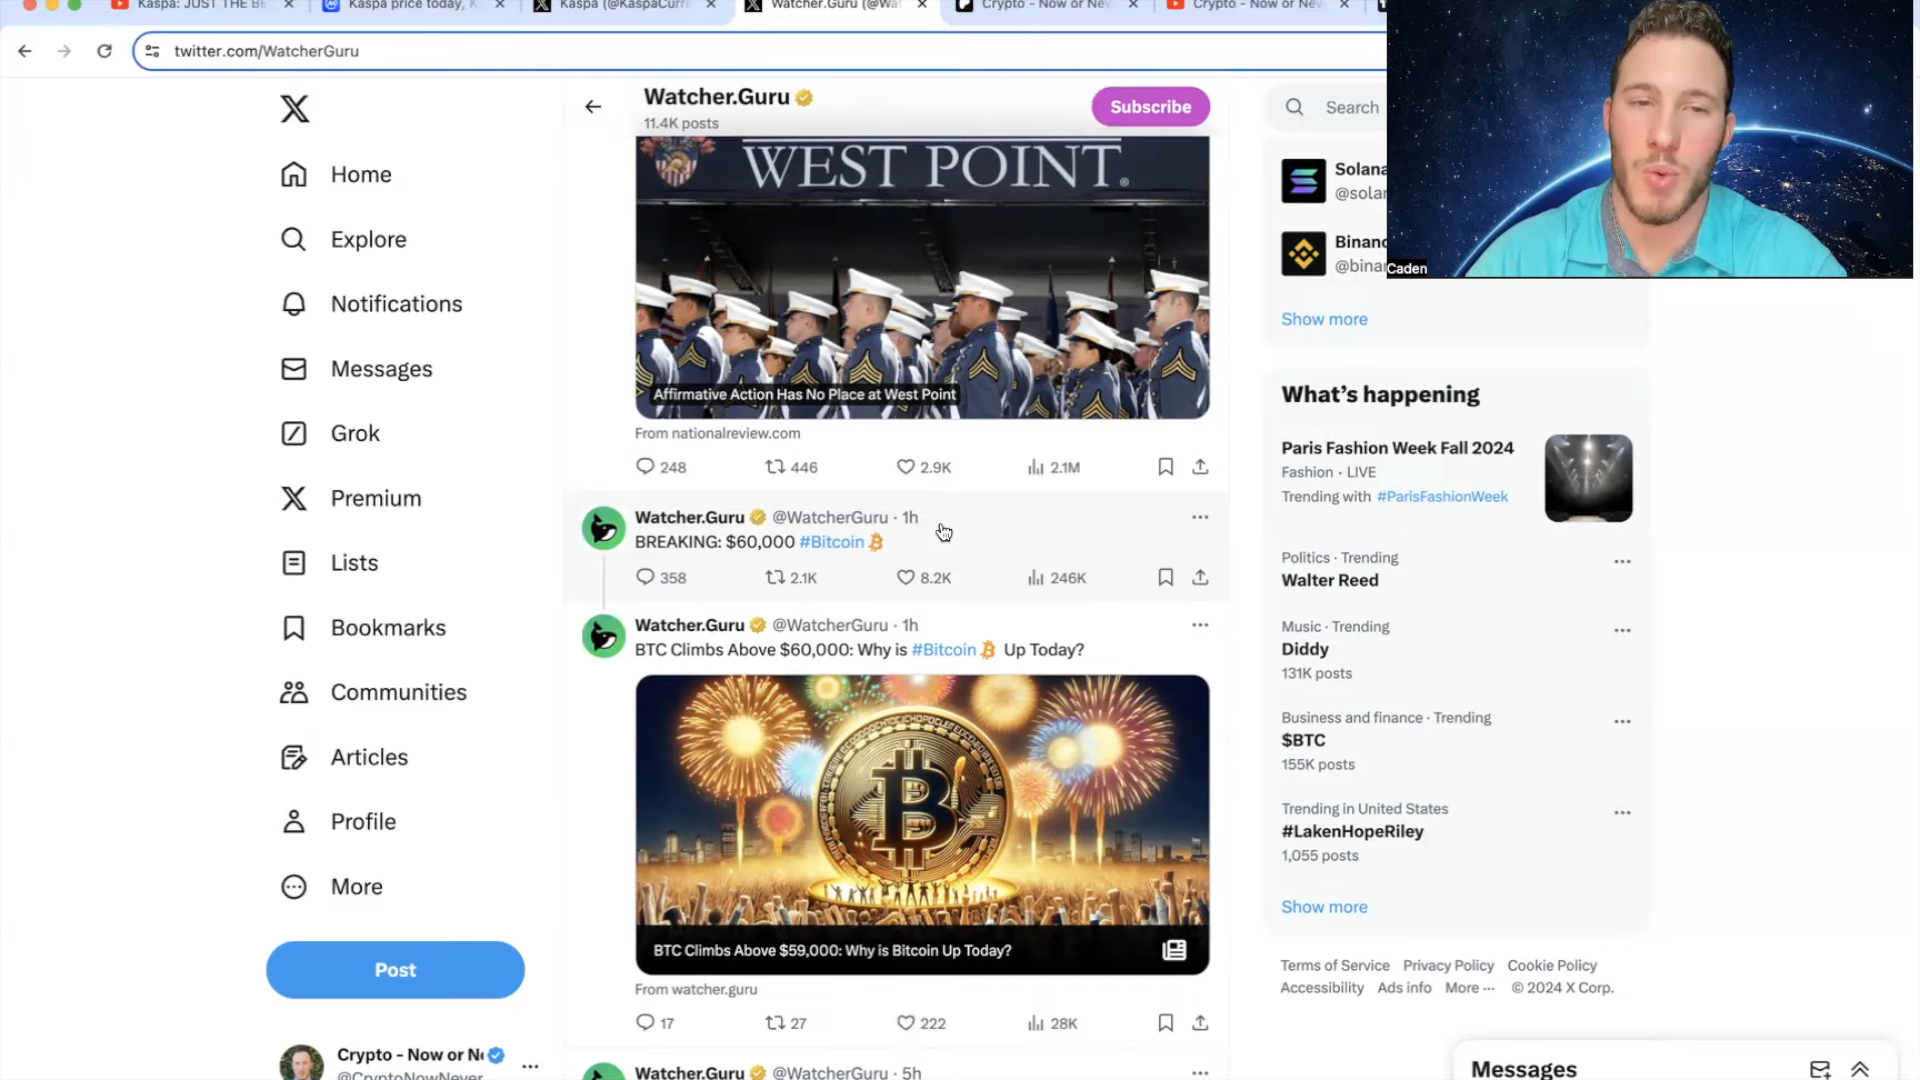 Kaspa: JUST THE BE
Kaspa price today, K
Kaspa (@KaspaCurre
Watcher.Guru (@Wat
Crypto - Now or Nev
Crypto - Now or Nev
twitter.com/WatcherGuru
Caden
Home
Explore
Notifications
Messages
Grok
Premium
Lists
Bookmarks
Communities
Articles
Profile
More
Post
Crypto - Now or N
@CryptoNowNever
Watcher.Guru
11.4K posts
Subscribe
WEST POINT.®
Affirmative Action Has No Place at West Point
From nationalreview.com
248 446 2.9K 2.1M
Watcher.Guru @WatcherGuru · 1h
BREAKING: $60,000 #Bitcoin
358 2.1K 8.2K 246K
Watcher.Guru @WatcherGuru · 1h
BTC Climbs Above $60,000: Why is #Bitcoin Up Today?
BTC Climbs Above $59,000: Why is Bitcoin Up Today?
From watcher.guru
17 27 222 28K
Watcher.Guru @WatcherGuru · 5h
Search
Solana
@solan
Binanc
@binan
Show more
What's happening
Paris Fashion Week Fall 2024
Fashion · LIVE
Trending with #ParisFashionWeek
Politics · Trending
Walter Reed
Music · Trending
Diddy
131K posts
Business and finance · Trending
$BTC
155K posts
Trending in United States
#LakenHopeRiley
1,055 posts
Show more
Terms of Service Privacy Policy Cookie Policy
Accessibility Ads info More ··· © 2024 X Corp.
Messages